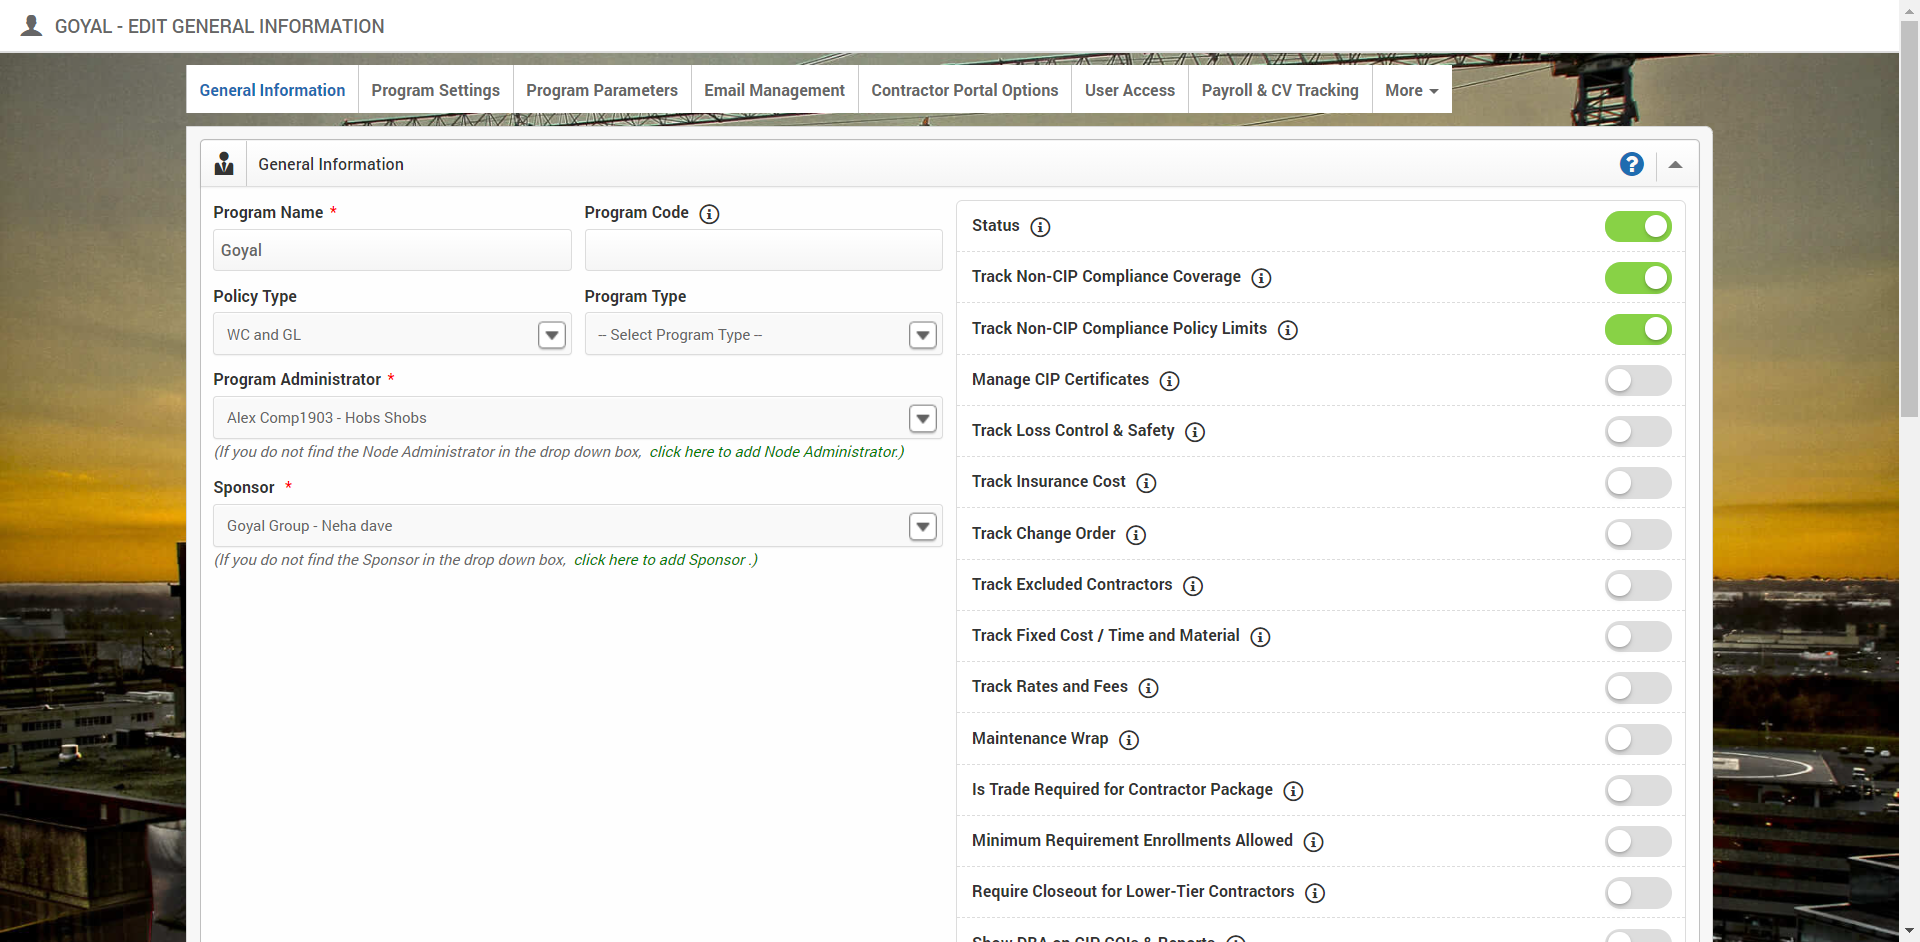 GOYAL - EDIT GENERAL INFORMATION
General Information
Program Settings
Program Parameters
Email Management
Contractor Portal Options
User Access
Payroll & CV Tracking
More
General Information
Program Name *
Program Code
Goyal
Policy Type
Program Type
WC and GL
-- Select Program Type --
Program Administrator *
Alex Comp1903 - Hobs Shobs
(If you do not find the Node Administrator in the drop down box, click here to add Node Administrator.)
Sponsor *
Goyal Group - Neha dave
(If you do not find the Sponsor in the drop down box, click here to add Sponsor .)
Status
Track Non-CIP Compliance Coverage
Track Non-CIP Compliance Policy Limits
Manage CIP Certificates
Track Loss Control & Safety
Track Insurance Cost
Track Change Order
Track Excluded Contractors
Track Fixed Cost / Time and Material
Track Rates and Fees
Maintenance Wrap
Is Trade Required for Contractor Package
Minimum Requirement Enrollments Allowed
Require Closeout for Lower-Tier Contractors
Show DBA on CIP COIs & Reports